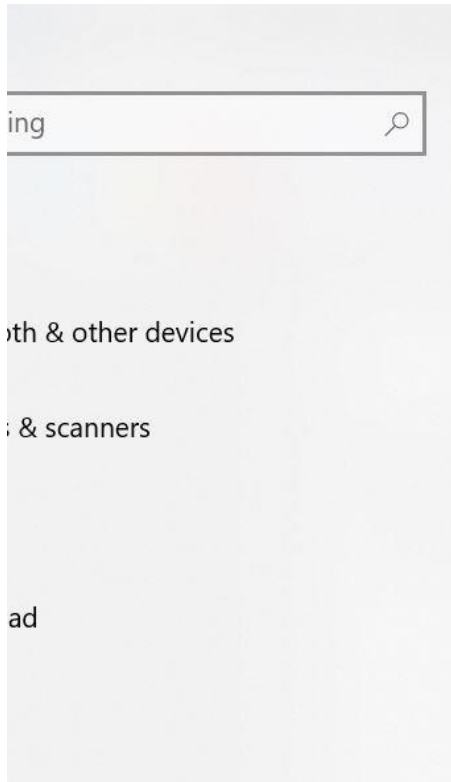 ing
oth & other devices
s & scanners
ad